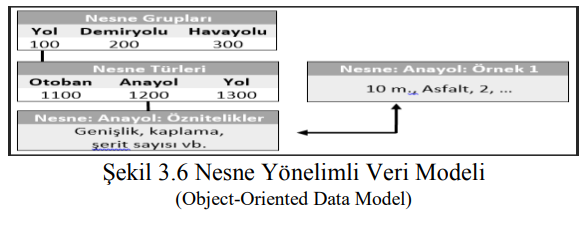 Nesne Grupları
Yol Demiryolu Havayolu
100 200 300
Nesne Türleri
Otoban Anayol Yol
1100 1200 1300
Nesne: Anayol: Öznitelikler
Genişlik, kaplama,
şerit sayısı vb.
Nesne: Anayol: Örnek 1
10 m., Asfalt, 2, ...
Şekil 3.6 Nesne Yönelimli Veri Modeli
(Object-Oriented Data Model)